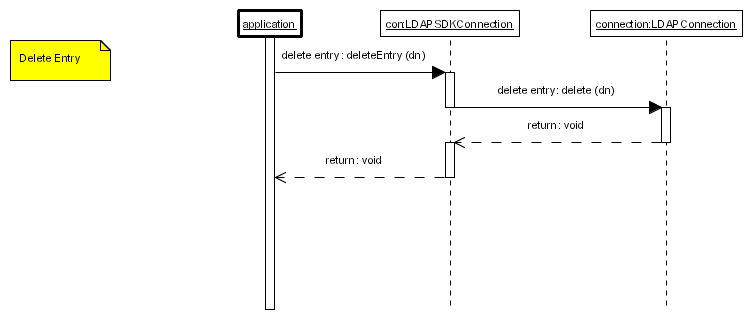 application
con:LDAPSDKConnection
connection:LDAPConnection
Delete Entry
delete entry: deleteEntry (dn)
delete entry: delete (dn)
return: void
return: void